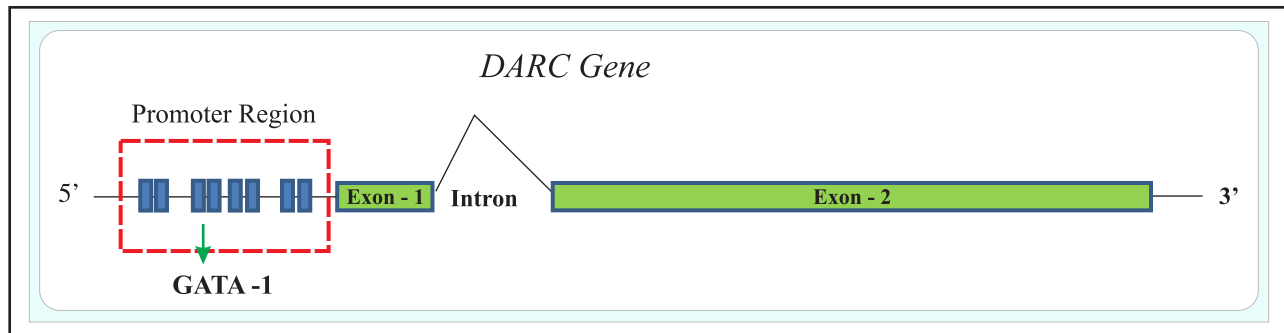 DARC Gene
Promoter Region
5’ Exon - 1 Intron Exon - 2 3’
GATA -1